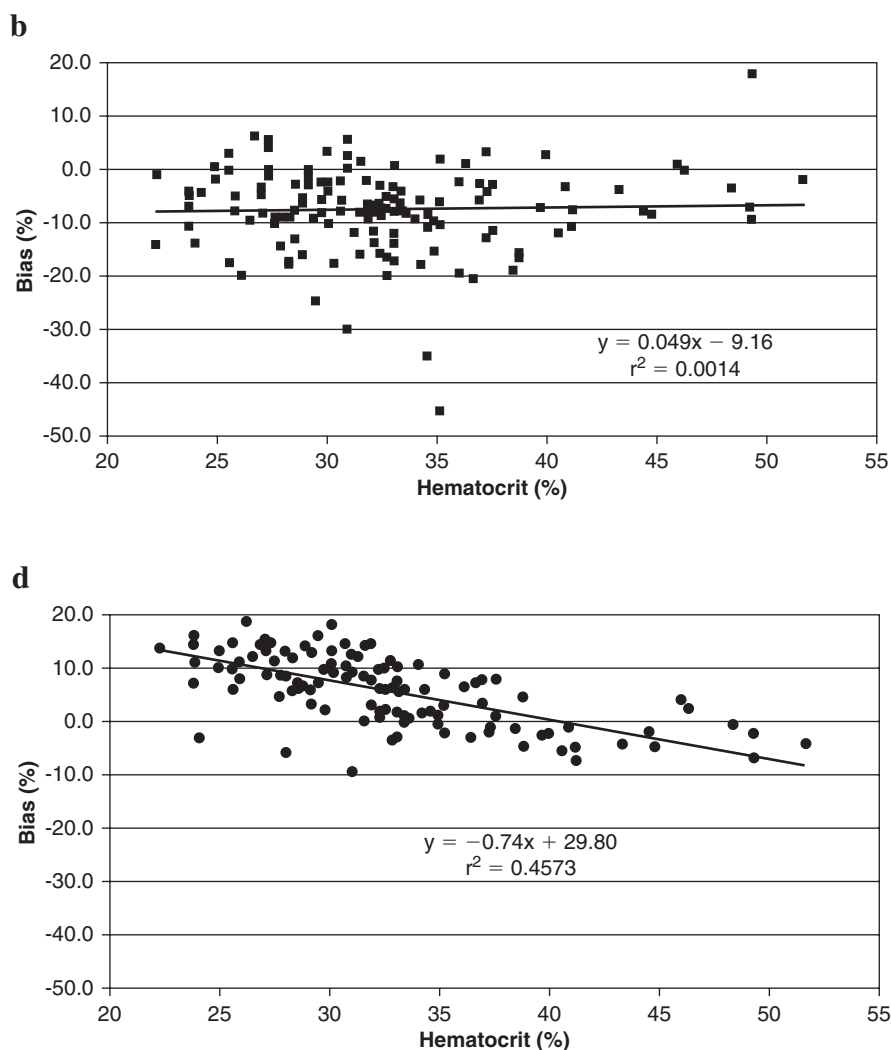 b
20.0
10.0
0.0
-10.0
-20.0
-30.0
-40.0
-50.0
Bias (%)
y = 0.049x − 9.16
r² = 0.0014
20 25 30 35 40 45 50 55
Hematocrit (%)
d
20.0
10.0
0.0
-10.0
-20.0
-30.0
-40.0
-50.0
Bias (%)
y = −0.74x + 29.80
r² = 0.4573
20 25 30 35 40 45 50 55
Hematocrit (%)